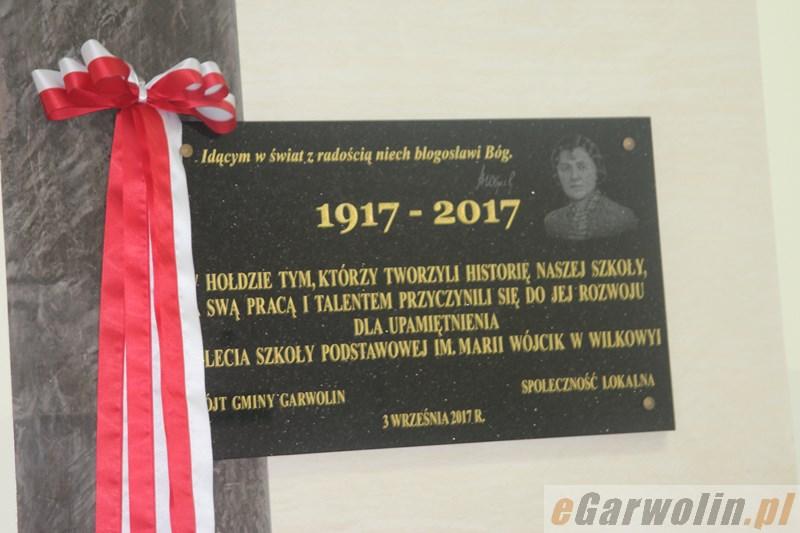 Idącym w świat z radością niech błogosławi Bóg.
1917 - 2017
HOŁDZIE TYM, KTÓRZY TWORZYLI HISTORIĘ NASZEJ SZKOŁY,
SWĄ PRACĄ I TALENTEM PRZYCZYNILI SIĘ DO JEJ ROZWOJU
DLA UPAMIĘTNIENIA
LECIA SZKOŁY PODSTAWOWEJ IM. MARII WÓJCIK W WILKOWYI
ÓJT GMINY GARWOLIN
SPOŁECZNOŚĆ LOKALNA
3 WRZEŚNIA 2017 R.
eGarwolin.pl